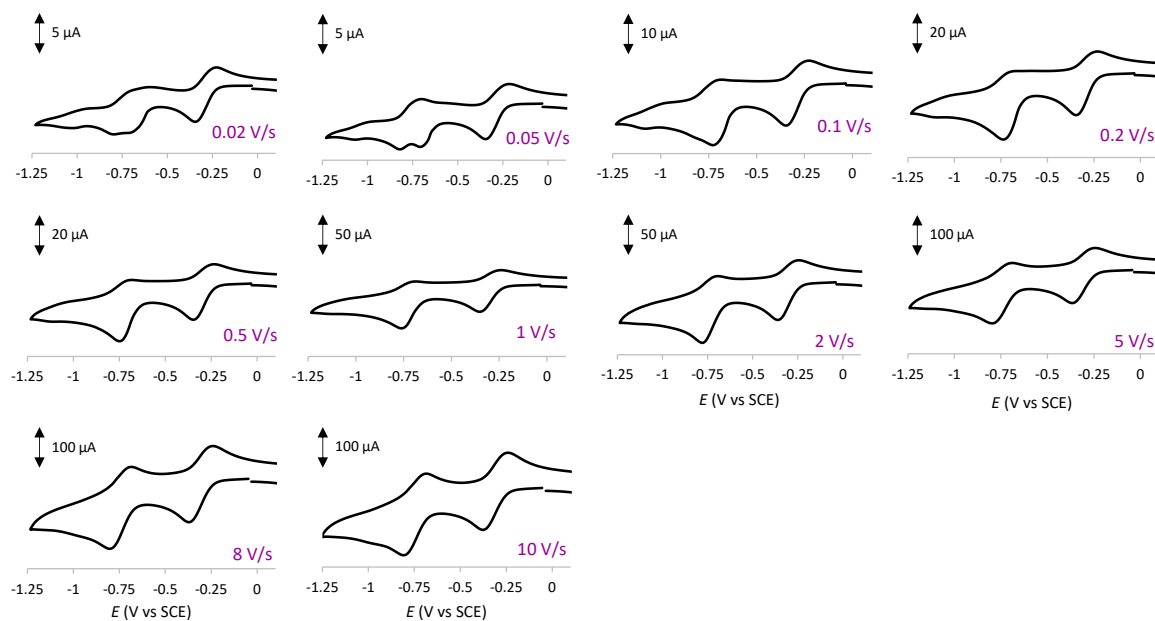 5 µA
5 µA
10 µA
20 µA
0.02 V/s
0.05 V/s
0.1 V/s
0.2 V/s
-1.25 -1 -0.75 -0.5 -0.25 0
-1.25 -1 -0.75 -0.5 -0.25 0
-1.25 -1 -0.75 -0.5 -0.25 0
-1.25 -1 -0.75 -0.5 -0.25 0
20 µA
50 µA
50 µA
100 µA
0.5 V/s
1 V/s
2 V/s
5 V/s
-1.25 -1 -0.75 -0.5 -0.25 0
-1.25 -1 -0.75 -0.5 -0.25 0
-1.25 -1 -0.75 -0.5 -0.25 0
-1.25 -1 -0.75 -0.5 -0.25 0
E (V vs SCE)
E (V vs SCE)
100 µA
100 µA
8 V/s
10 V/s
-1.25 -1 -0.75 -0.5 -0.25 0
-1.25 -1 -0.75 -0.5 -0.25 0
E (V vs SCE)
E (V vs SCE)